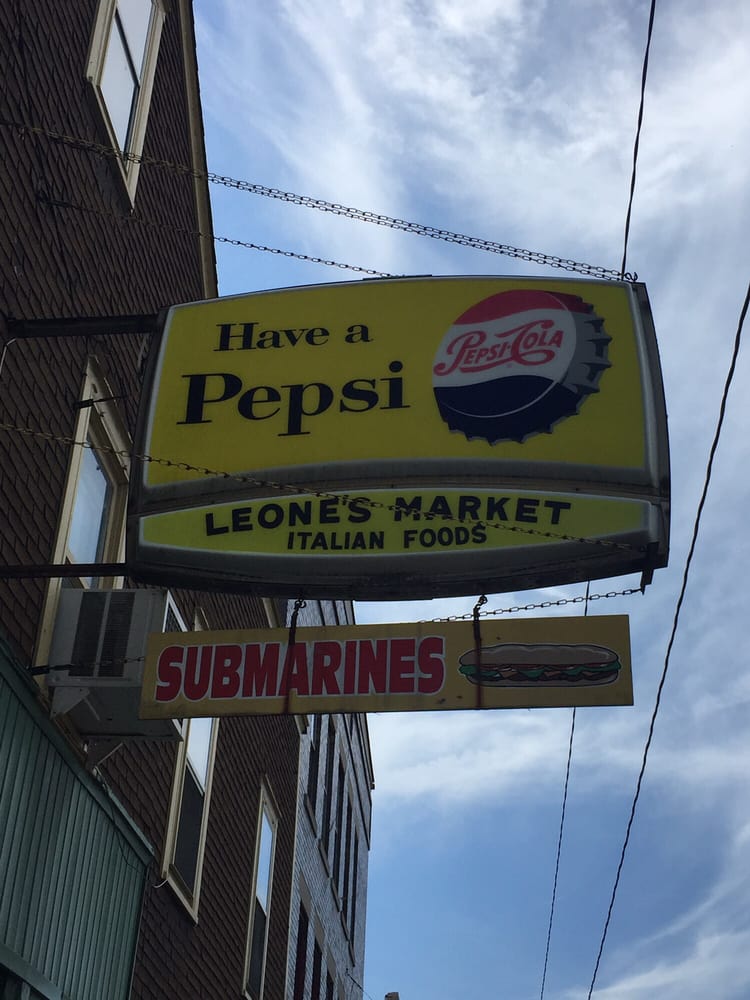 Have a
Pepsi
PEPSI-COLA
LEONE'S MARKET
ITALIAN FOODS
SUBMARINES